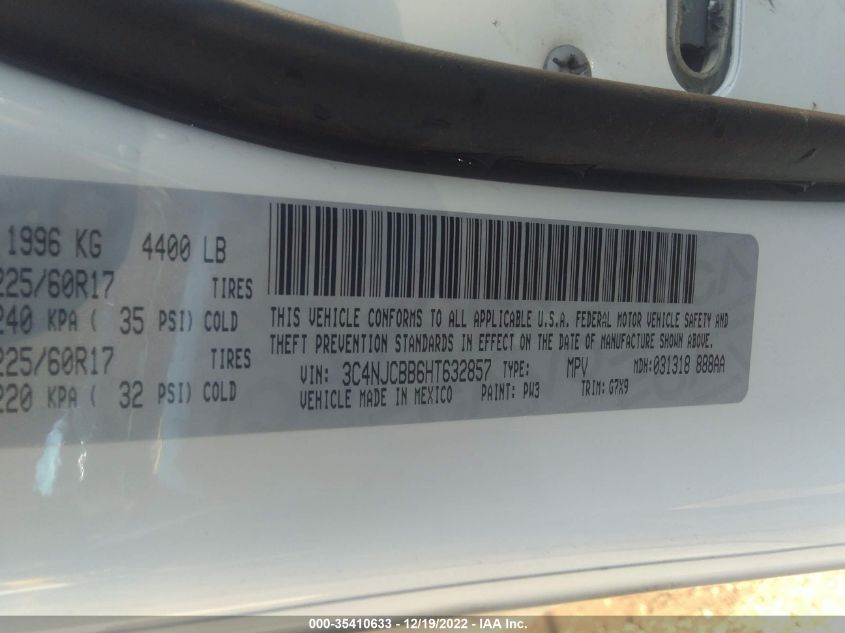 1996 KG 4400 LB
225/60R17 TIRES
240 KPA ( 35 PSI) COLD
225/60R17 TIRES
220 KPA ( 32 PSI) COLD
THIS VEHICLE CONFORMS TO ALL APPLICABLE U.S.A. FEDERAL MOTOR VEHICLE SAFETY AND
THEFT PREVENTION STANDARDS IN EFFECT ON THE DATE OF MANUFACTURE SHOWN ABOVE.
VIN: 3C4NJCBB6HT632857 TYPE: MPV MDH: 031318 888AA
VEHICLE MADE IN MEXICO PAINT: PW3 TRIM: G7X9
000-35410633 - 12/19/2022 - IAA Inc.